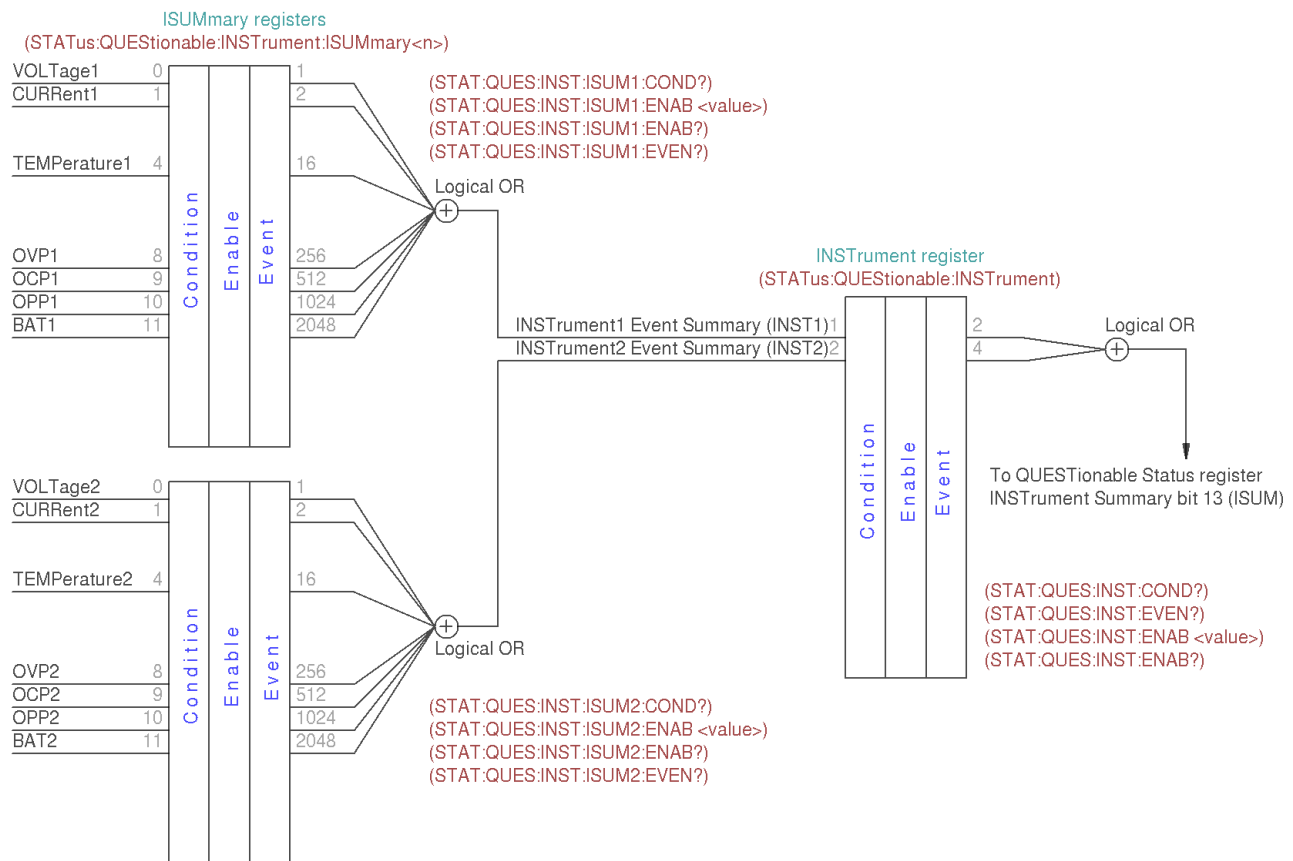 ISUMmary registers
(STATus:QUEStionable:INSTrument:ISUMmary<n>)
VOLTage1 0 1
CURRent1 1 2
TEMPerature1 4 16
OVP1 8 256
OCP1 9 512
OPP1 10 1024
BAT1 11 2048
Condition
Enable
Event
(STAT:QUES:INST:ISUM1:COND?)
(STAT:QUES:INST:ISUM1:ENAB <value>)
(STAT:QUES:INST:ISUM1:ENAB?)
(STAT:QUES:INST:ISUM1:EVEN?)
Logical OR
+
INSTrument register
(STATus:QUEStionable:INSTrument)
INSTrument1 Event Summary (INST1) 1 2
INSTrument2 Event Summary (INST2) 2 4
Condition
Enable
Event
Logical OR
+
To QUESTionable Status register
INSTrument Summary bit 13 (ISUM)
(STAT:QUES:INST:COND?)
(STAT:QUES:INST:EVEN?)
(STAT:QUES:INST:ENAB <value>)
(STAT:QUES:INST:ENAB?)
VOLTage2 0 1
CURRent2 1 2
TEMPerature2 4 16
OVP2 8 256
OCP2 9 512
OPP2 10 1024
BAT2 11 2048
Condition
Enable
Event
+
Logical OR
(STAT:QUES:INST:ISUM2:COND?)
(STAT:QUES:INST:ISUM2:ENAB <value>)
(STAT:QUES:INST:ISUM2:ENAB?)
(STAT:QUES:INST:ISUM2:EVEN?)